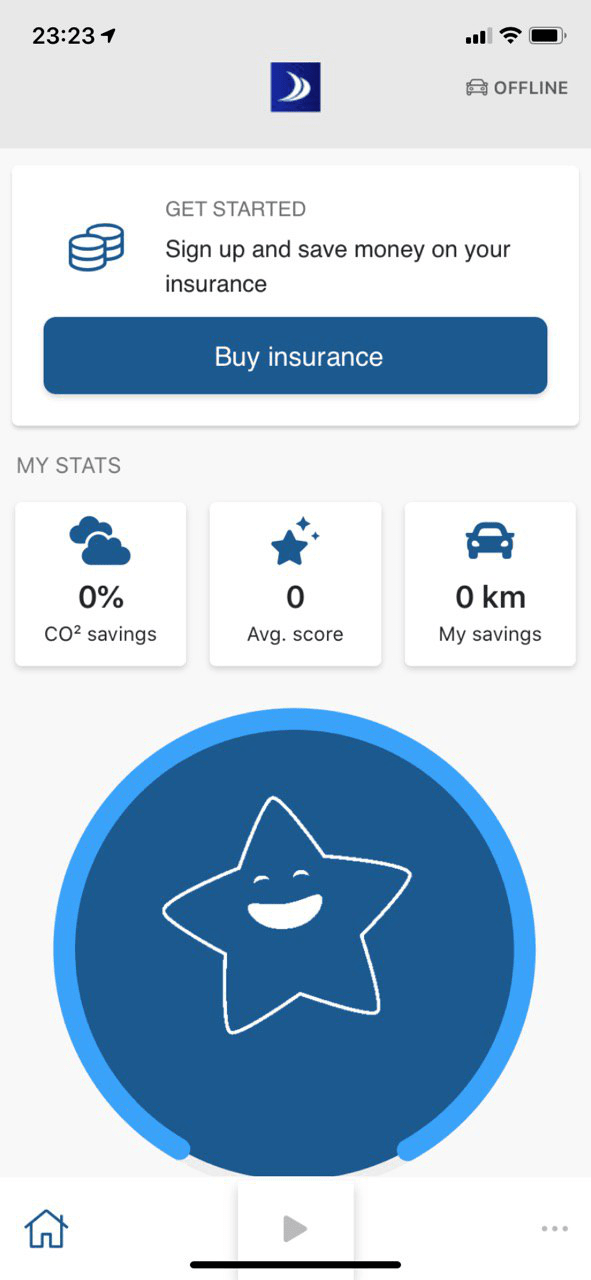 23:23
OFFLINE
GET STARTED
Sign up and save money on your
insurance
Buy insurance
MY STATS
0%
CO² savings
0
Avg. score
0 km
My savings